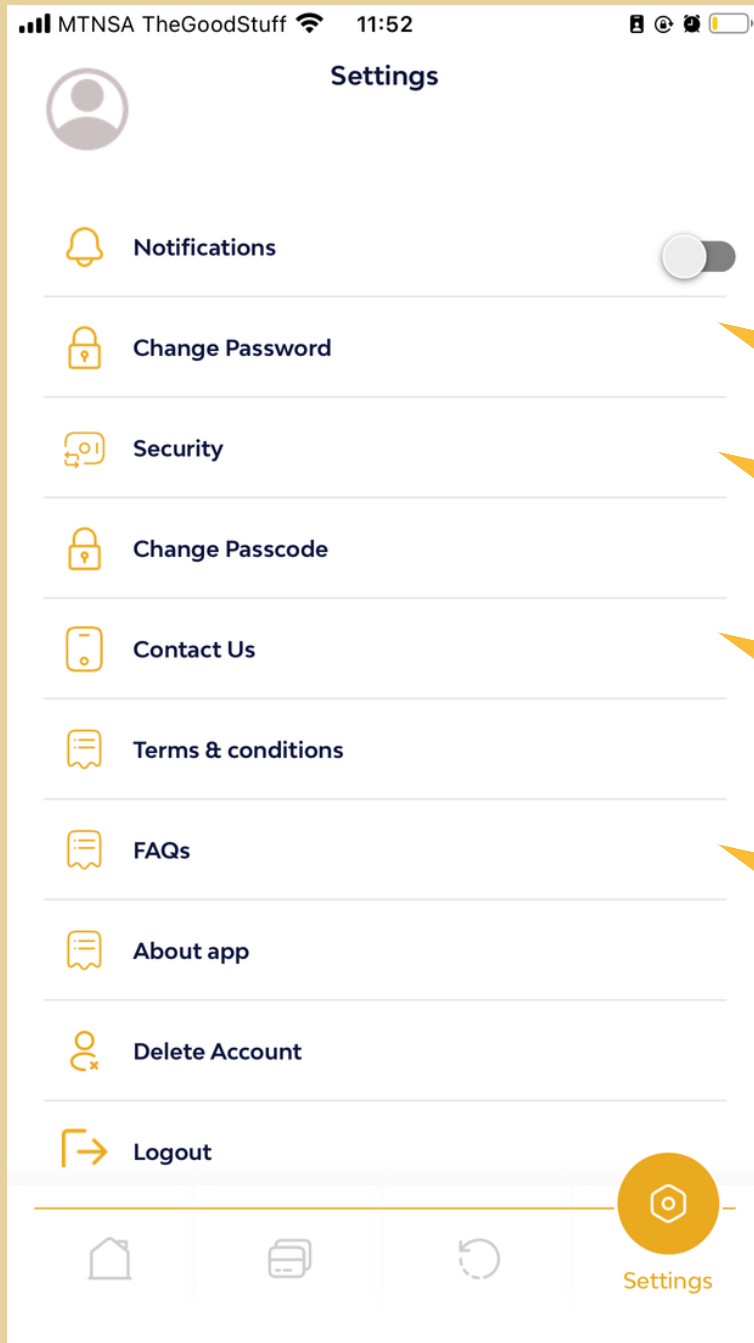 MTNSA TheGoodStuff 11:52
Settings
Notifications
Change Password
Security
Change Passcode
Contact Us
Terms & conditions
FAQs
About app
Delete Account
Logout
Settings